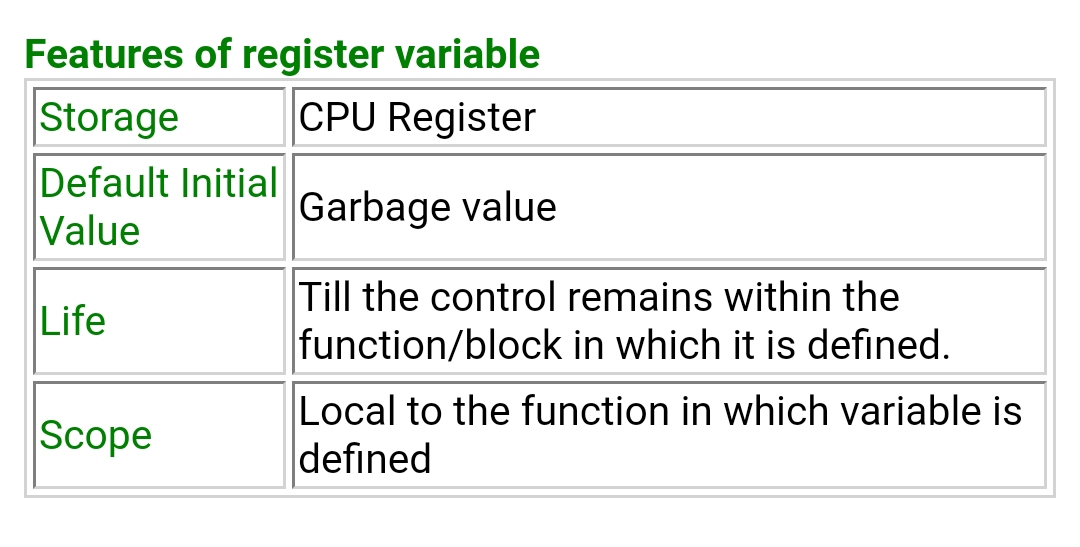 Features of register variable
Storage
CPU Register
Default Initial
Value
Garbage value
Life
Till the control remains within the
function/block in which it is defined.
Scope
Local to the function in which variable is
defined